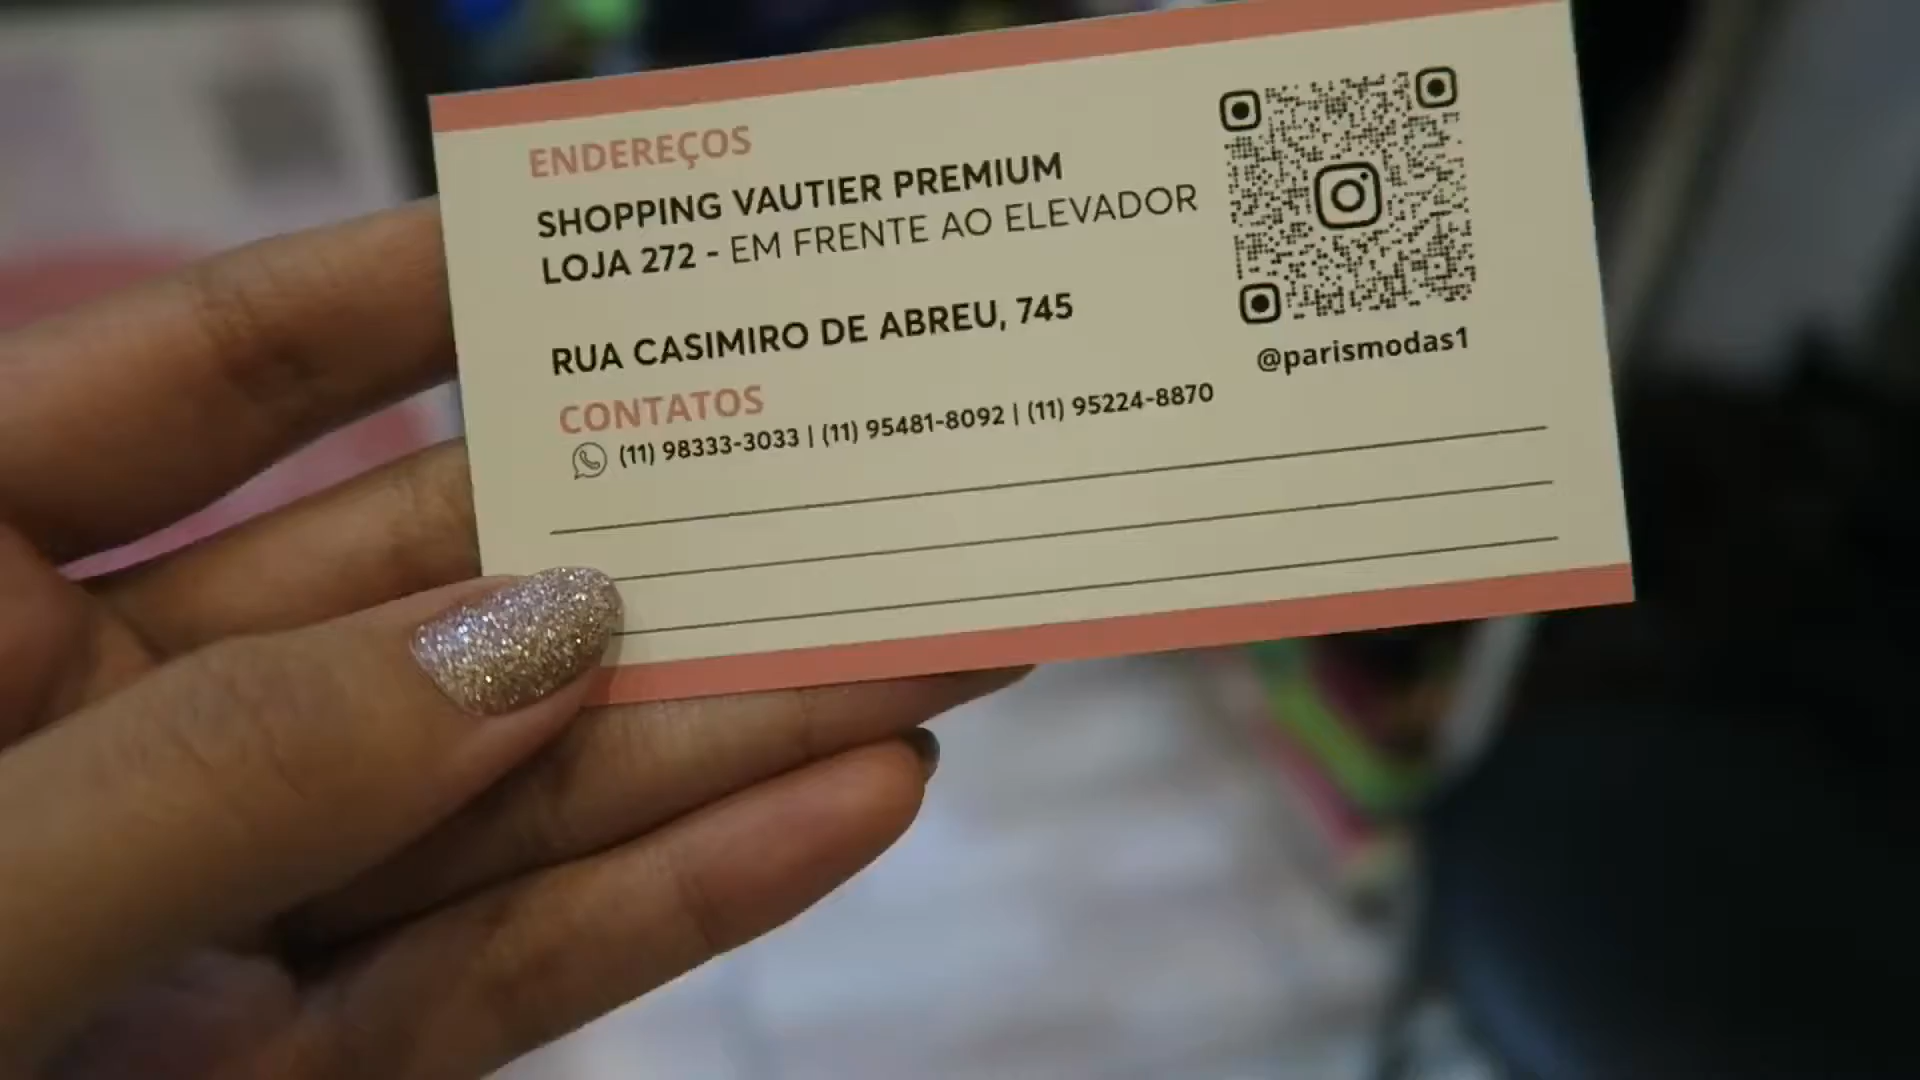 ENDEREÇOS
SHOPPING VAUTIER PREMIUM
LOJA 272 - EM FRENTE AO ELEVADOR
RUA CASIMIRO DE ABREU, 745
CONTATOS
(11) 98333-3033 | (11) 95481-8092 | (11) 95224-8870
@parismodas1